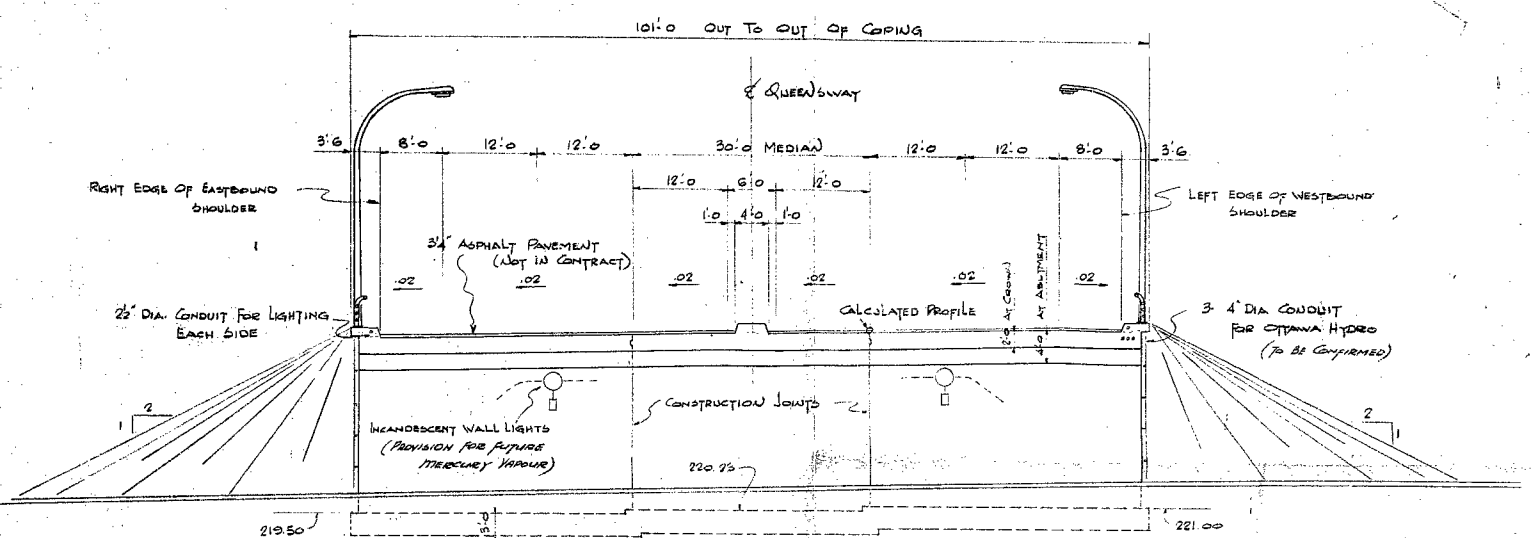 101'-0 OUT TO OUT OF COPING
℄ QUEENSWAY
3'-6 8'-0 12'-0 12'-0 30'-0 MEDIAN 12'-0 12'-0 8'-0 3'-6
12'-0 6'-0 12'-0
1'-0 4'-0 1'-0
RIGHT EDGE OF EASTBOUND
SHOULDER
LEFT EDGE OF WESTBOUND
SHOULDER
3¼" ASPHALT PAVEMENT
(NOT IN CONTRACT)
.02 .02 .02 .02 .02 .02
2'-0 AT CROWN
4'-0 AT ABUTMENT
2½" DIA. CONDUIT FOR LIGHTING
EACH SIDE
CALCULATED PROFILE
3- 4" DIA CONDUIT
FOR OTTAWA HYDRO
(TO BE CONFIRMED)
2
1
2
1
INCANDESCENT WALL LIGHTS
(PROVISION FOR FUTURE
MERCURY VAPOUR)
CONSTRUCTION JOINTS
220.25
219.50
3'-0
221.00